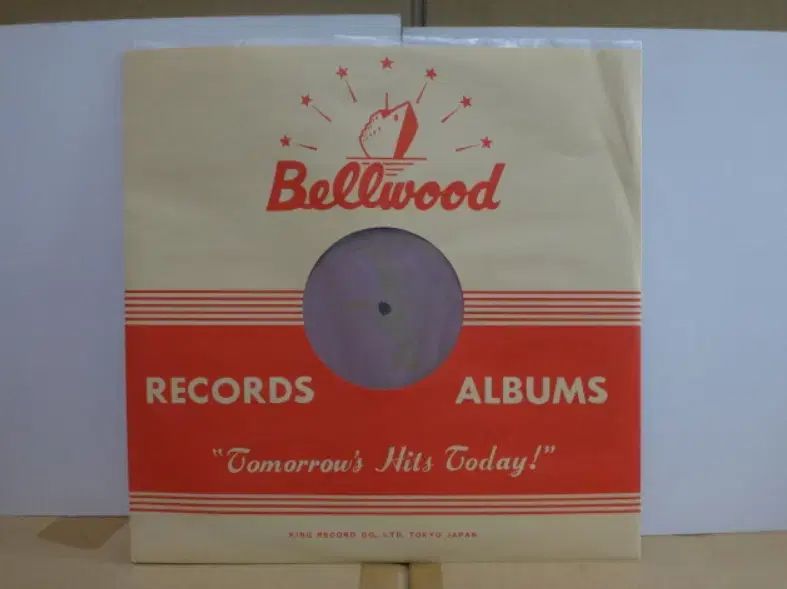 Bellwood
RECORDS ALBUMS
"Tomorrow's Hits Today!"
KING RECORD CO., LTD. TOKYO JAPAN